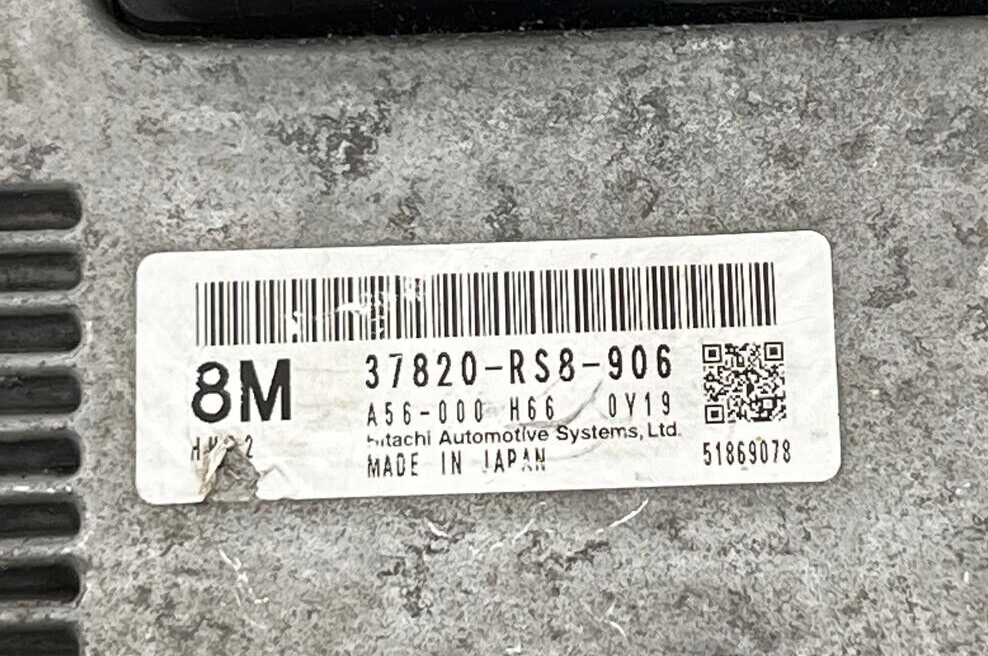 8M
37820-RS8-906
A56-000 H66 0Y19
Hitachi Automotive Systems, Ltd.
MADE IN JAPAN
51869078